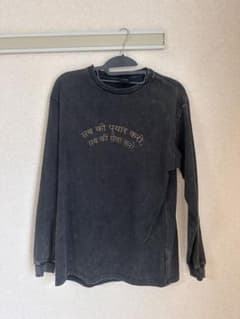 सब को प्यार करो,
सब की सेवा करो